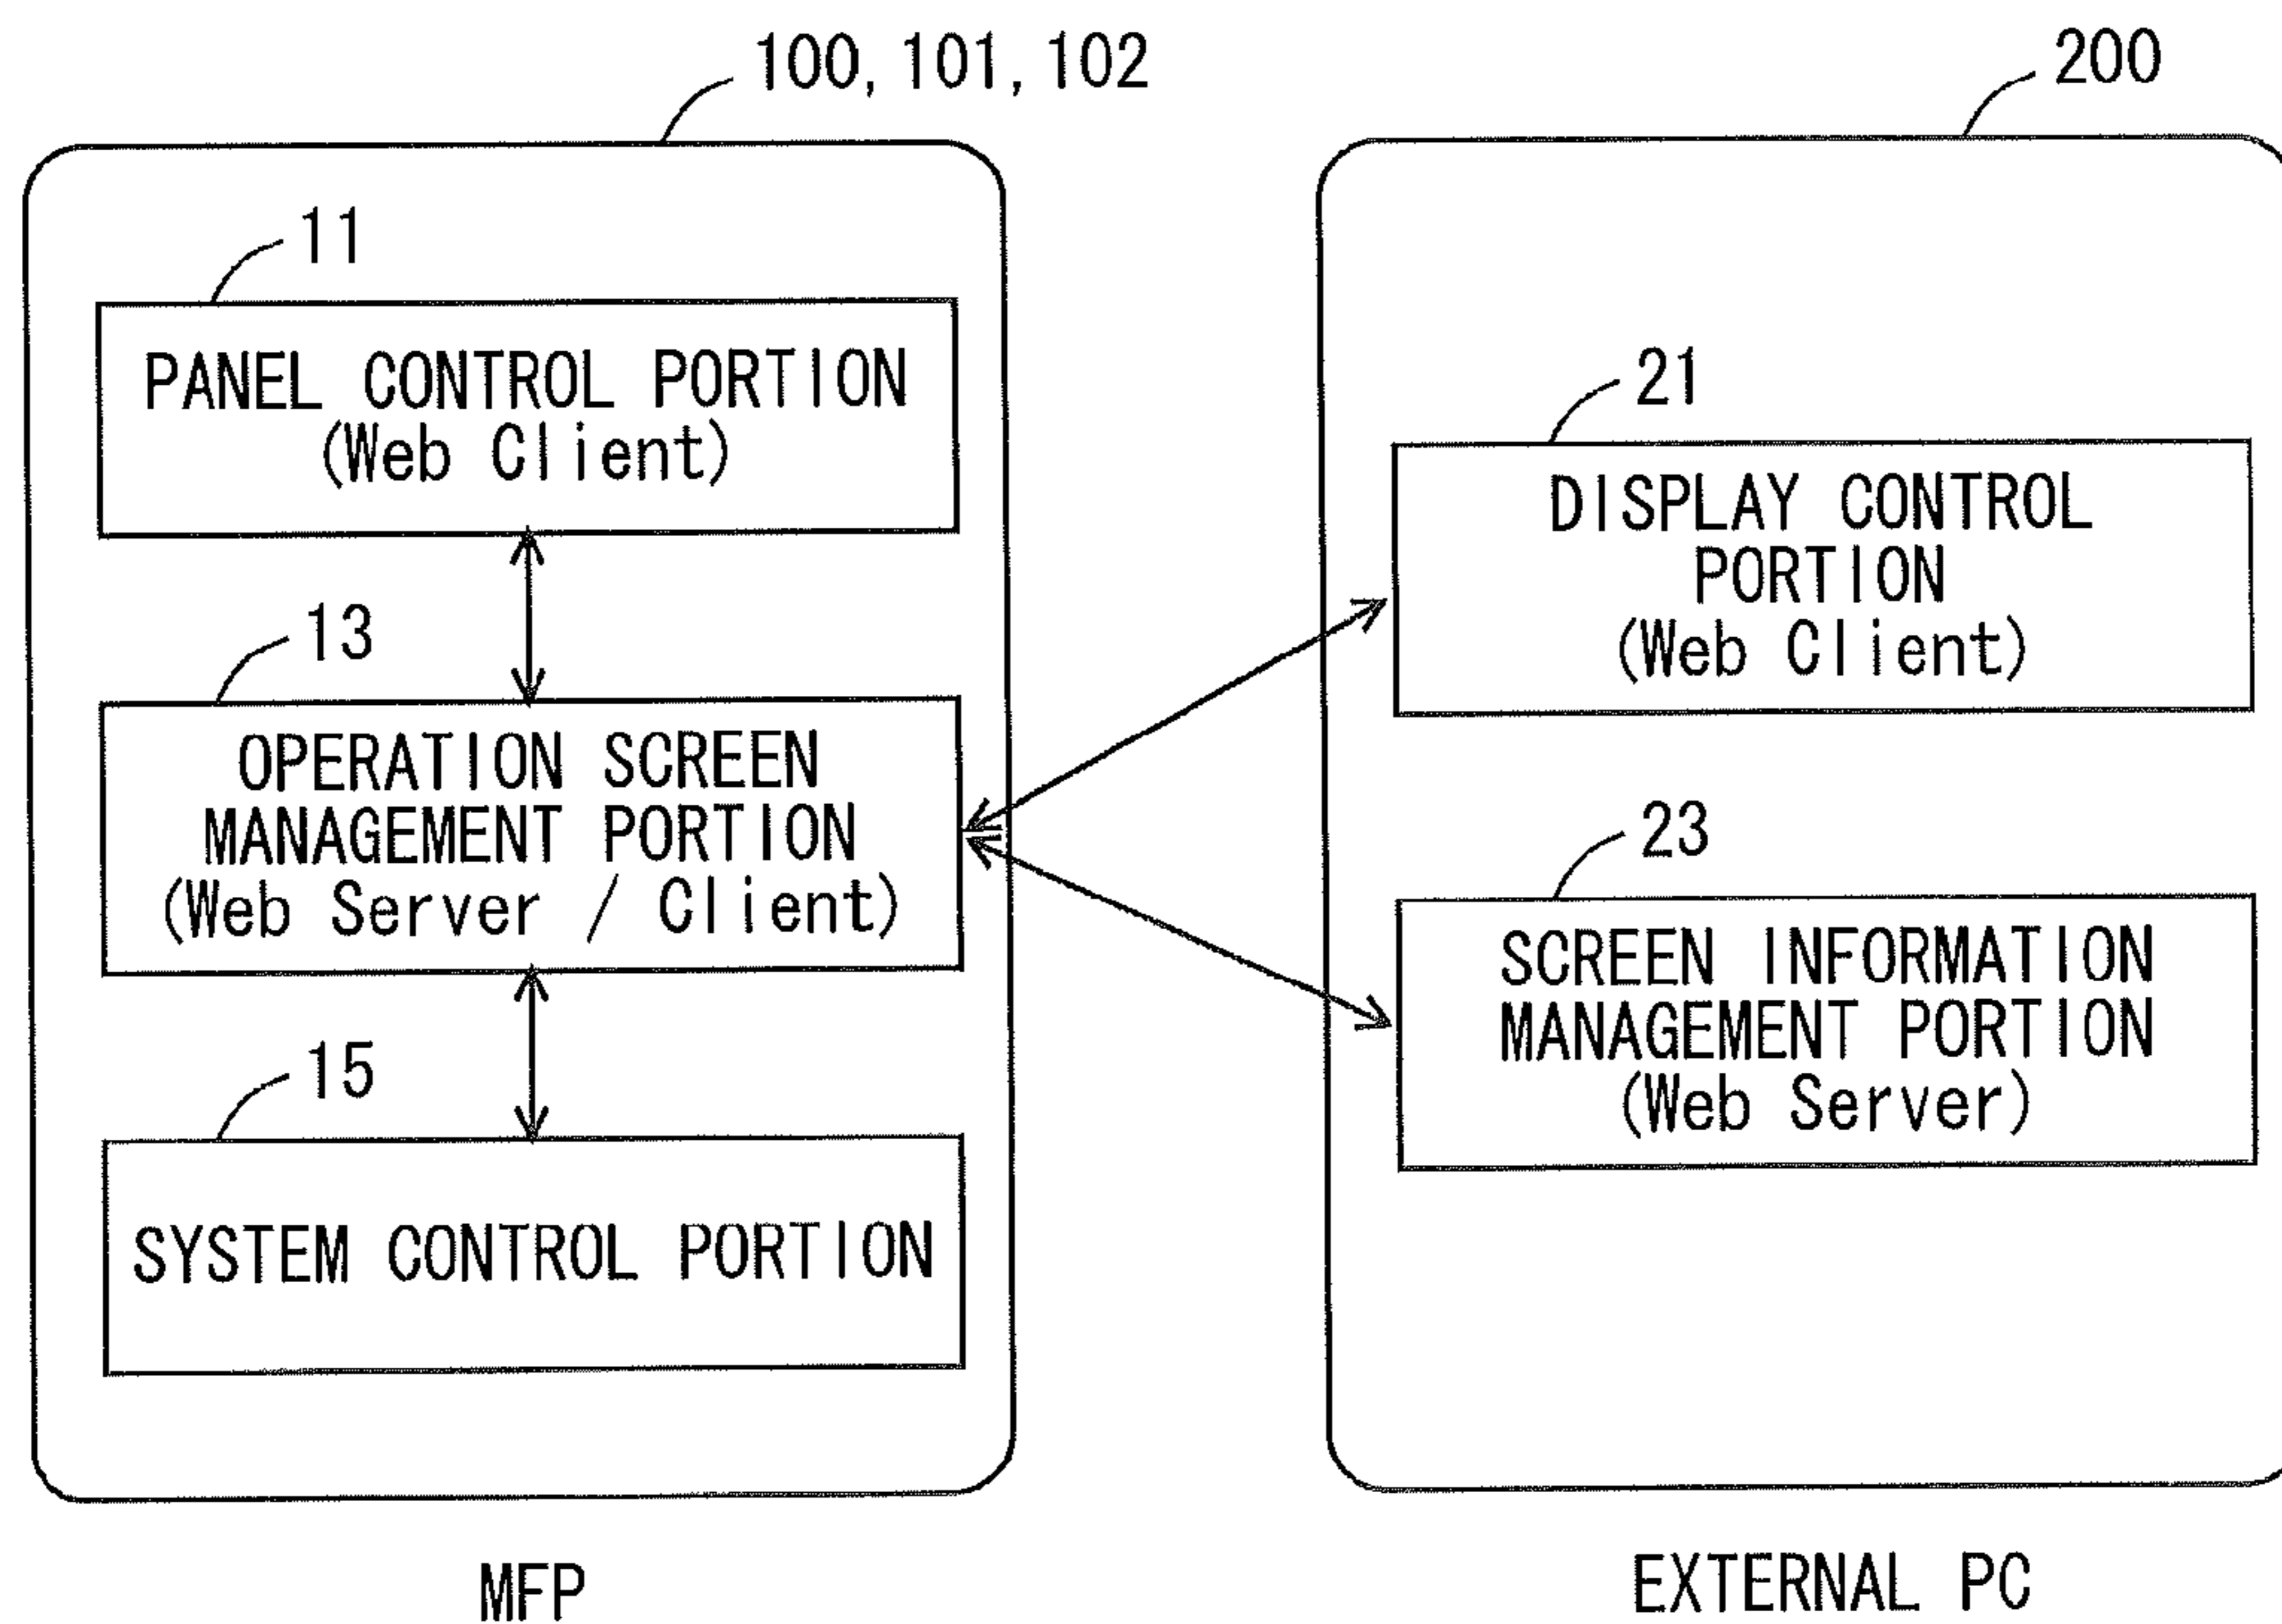 100, 101, 102
11
PANEL CONTROL PORTION
(Web Client)
13
OPERATION SCREEN
MANAGEMENT PORTION
(Web Server / Client)
15
SYSTEM CONTROL PORTION
MFP
200
21
DISPLAY CONTROL
PORTION
(Web Client)
23
SCREEN INFORMATION
MANAGEMENT PORTION
(Web Server)
EXTERNAL PC